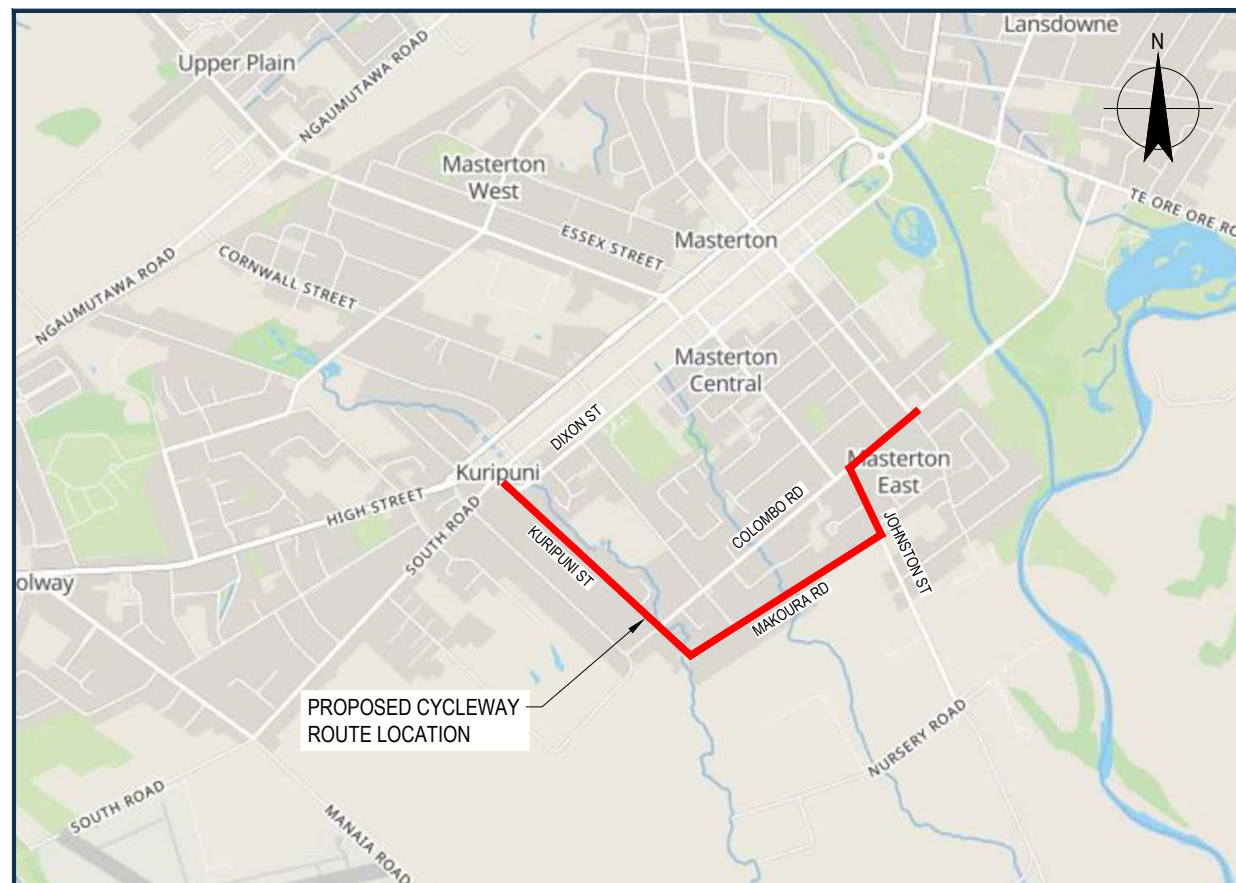 Lansdowne
Upper Plain
NGAUMUTAWA ROAD
N
Masterton
West
TE ORE ORE RO
ESSEX STREET
Masterton
CORNWALL STREET
NGAUMUTAWA ROAD
Masterton
Central
DIXON ST
Kuripuni
Masterton
East
HIGH STREET
SOUTH ROAD
COLOMBO RD
JOHNSTON ST
KURIPUNI ST
olway
MAKOURA RD
PROPOSED CYCLEWAY
ROUTE LOCATION
NURSERY ROAD
SOUTH ROAD
MANAIA ROAD